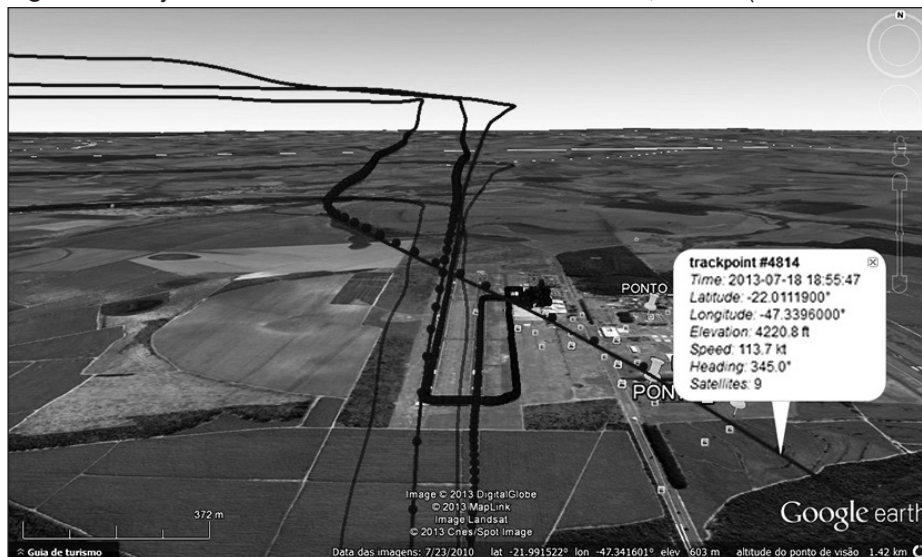 N
trackpoint #4814
Time: 2013-07-18 18:55:47
Latitude: -22.0111900°
Longitude: -47.3396000°
Elevation: 4220.8 ft
Speed: 113.7 kt
Heading: 345.0°
Satellites: 9
PONTO
PONTO
Image © 2013 DigitalGlobe
© 2013 MapLink
Image Landsat
© 2013 Cnes/Spot Image
372 m
Google earth
Guia de turismo
Data das imagens: 7/23/2010 lat -21.991522° lon -47.341601° elev 603 m altitude do ponto de visão 1.42 km